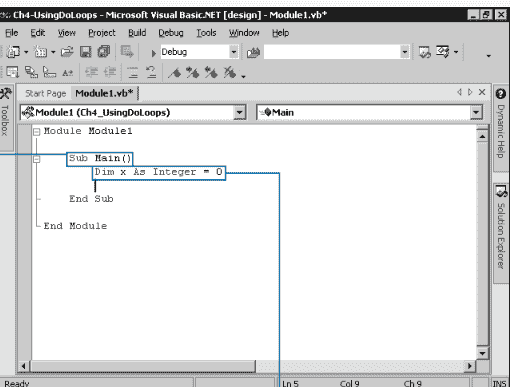 Ch4-UsingDoLoops - Microsoft Visual Basic.NET [design] - Module1.vb*
File Edit View Project Build Debug Tools Window Help
Debug
Start Page Module1.vb*
Module1 (Ch4_UsingDoLoops) Main
Toolbox
Module Module1
Sub Main()
Dim x As Integer = 0
End Sub
End Module
Dynamic Help
Solution Explorer
Ready Ln 5 Col 9 Ch 9 INS